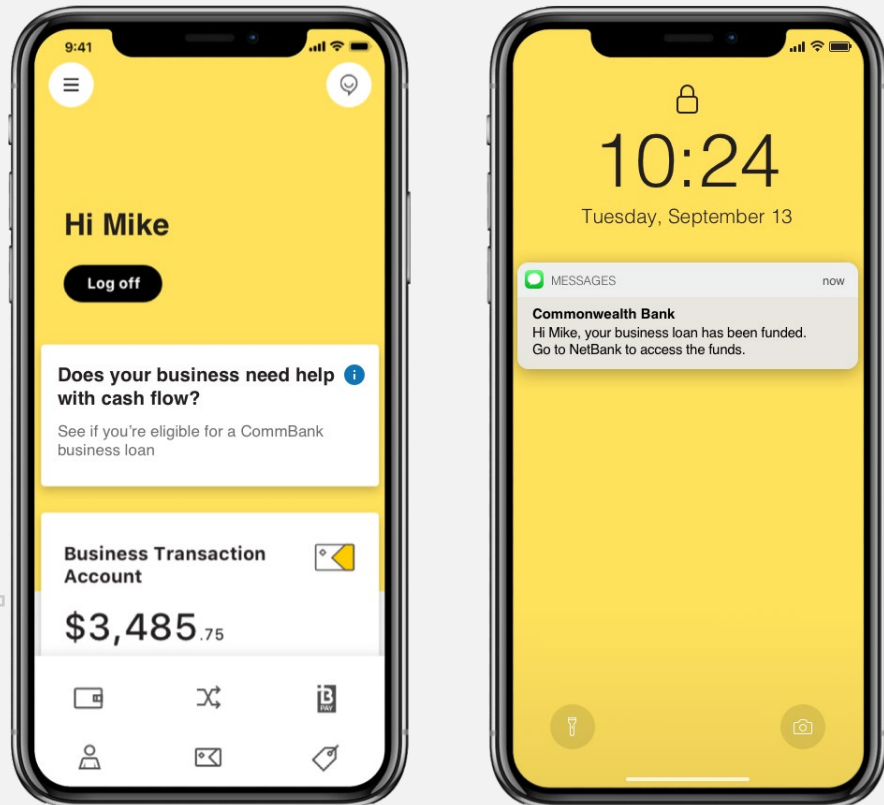 9:41
Hi Mike
Log off
Does your business need help
with cash flow?
See if you're eligible for a CommBank
business loan
Business Transaction
Account
$3,485.75
B
PAY
10:24
Tuesday, September 13
MESSAGES now
Commonwealth Bank
Hi Mike, your business loan has been funded.
Go to NetBank to access the funds.